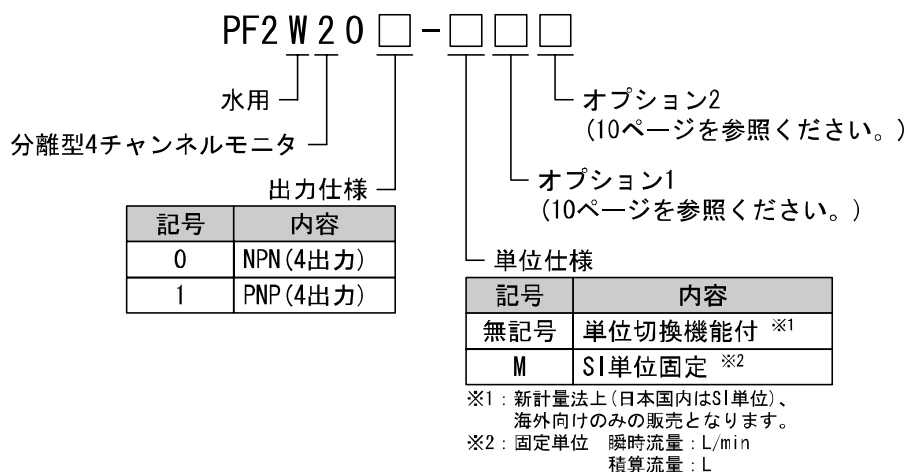 PF2W20□-□□□
水用
分離型4チャンネルモニタ
出力仕様
記号 内容
0 NPN(4出力)
1 PNP(4出力)
オプション2
(10ページを参照ください。)
オプション1
(10ページを参照ください。)
単位仕様
記号 内容
無記号 単位切換機能付 ※1
M SI単位固定 ※2
※1：新計量法上(日本国内はSI単位)、
海外向けのみの販売となります。
※2：固定単位 瞬時流量：L/min
積算流量：L